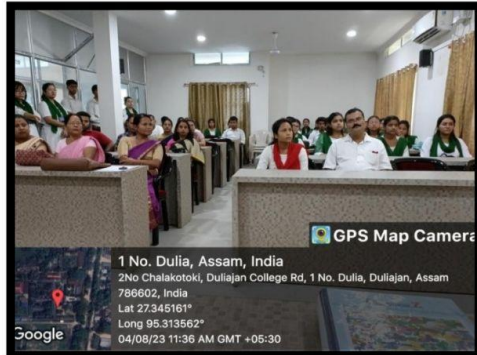 GPS Map Camera
1 No. Dulia, Assam, India
2No Chalakotoki, Duliajan College Rd, 1 No. Dulia, Duliajan, Assam
786602, India
Lat 27.345161°
Long 95.313562°
04/08/23 11:36 AM GMT +05:30
Google